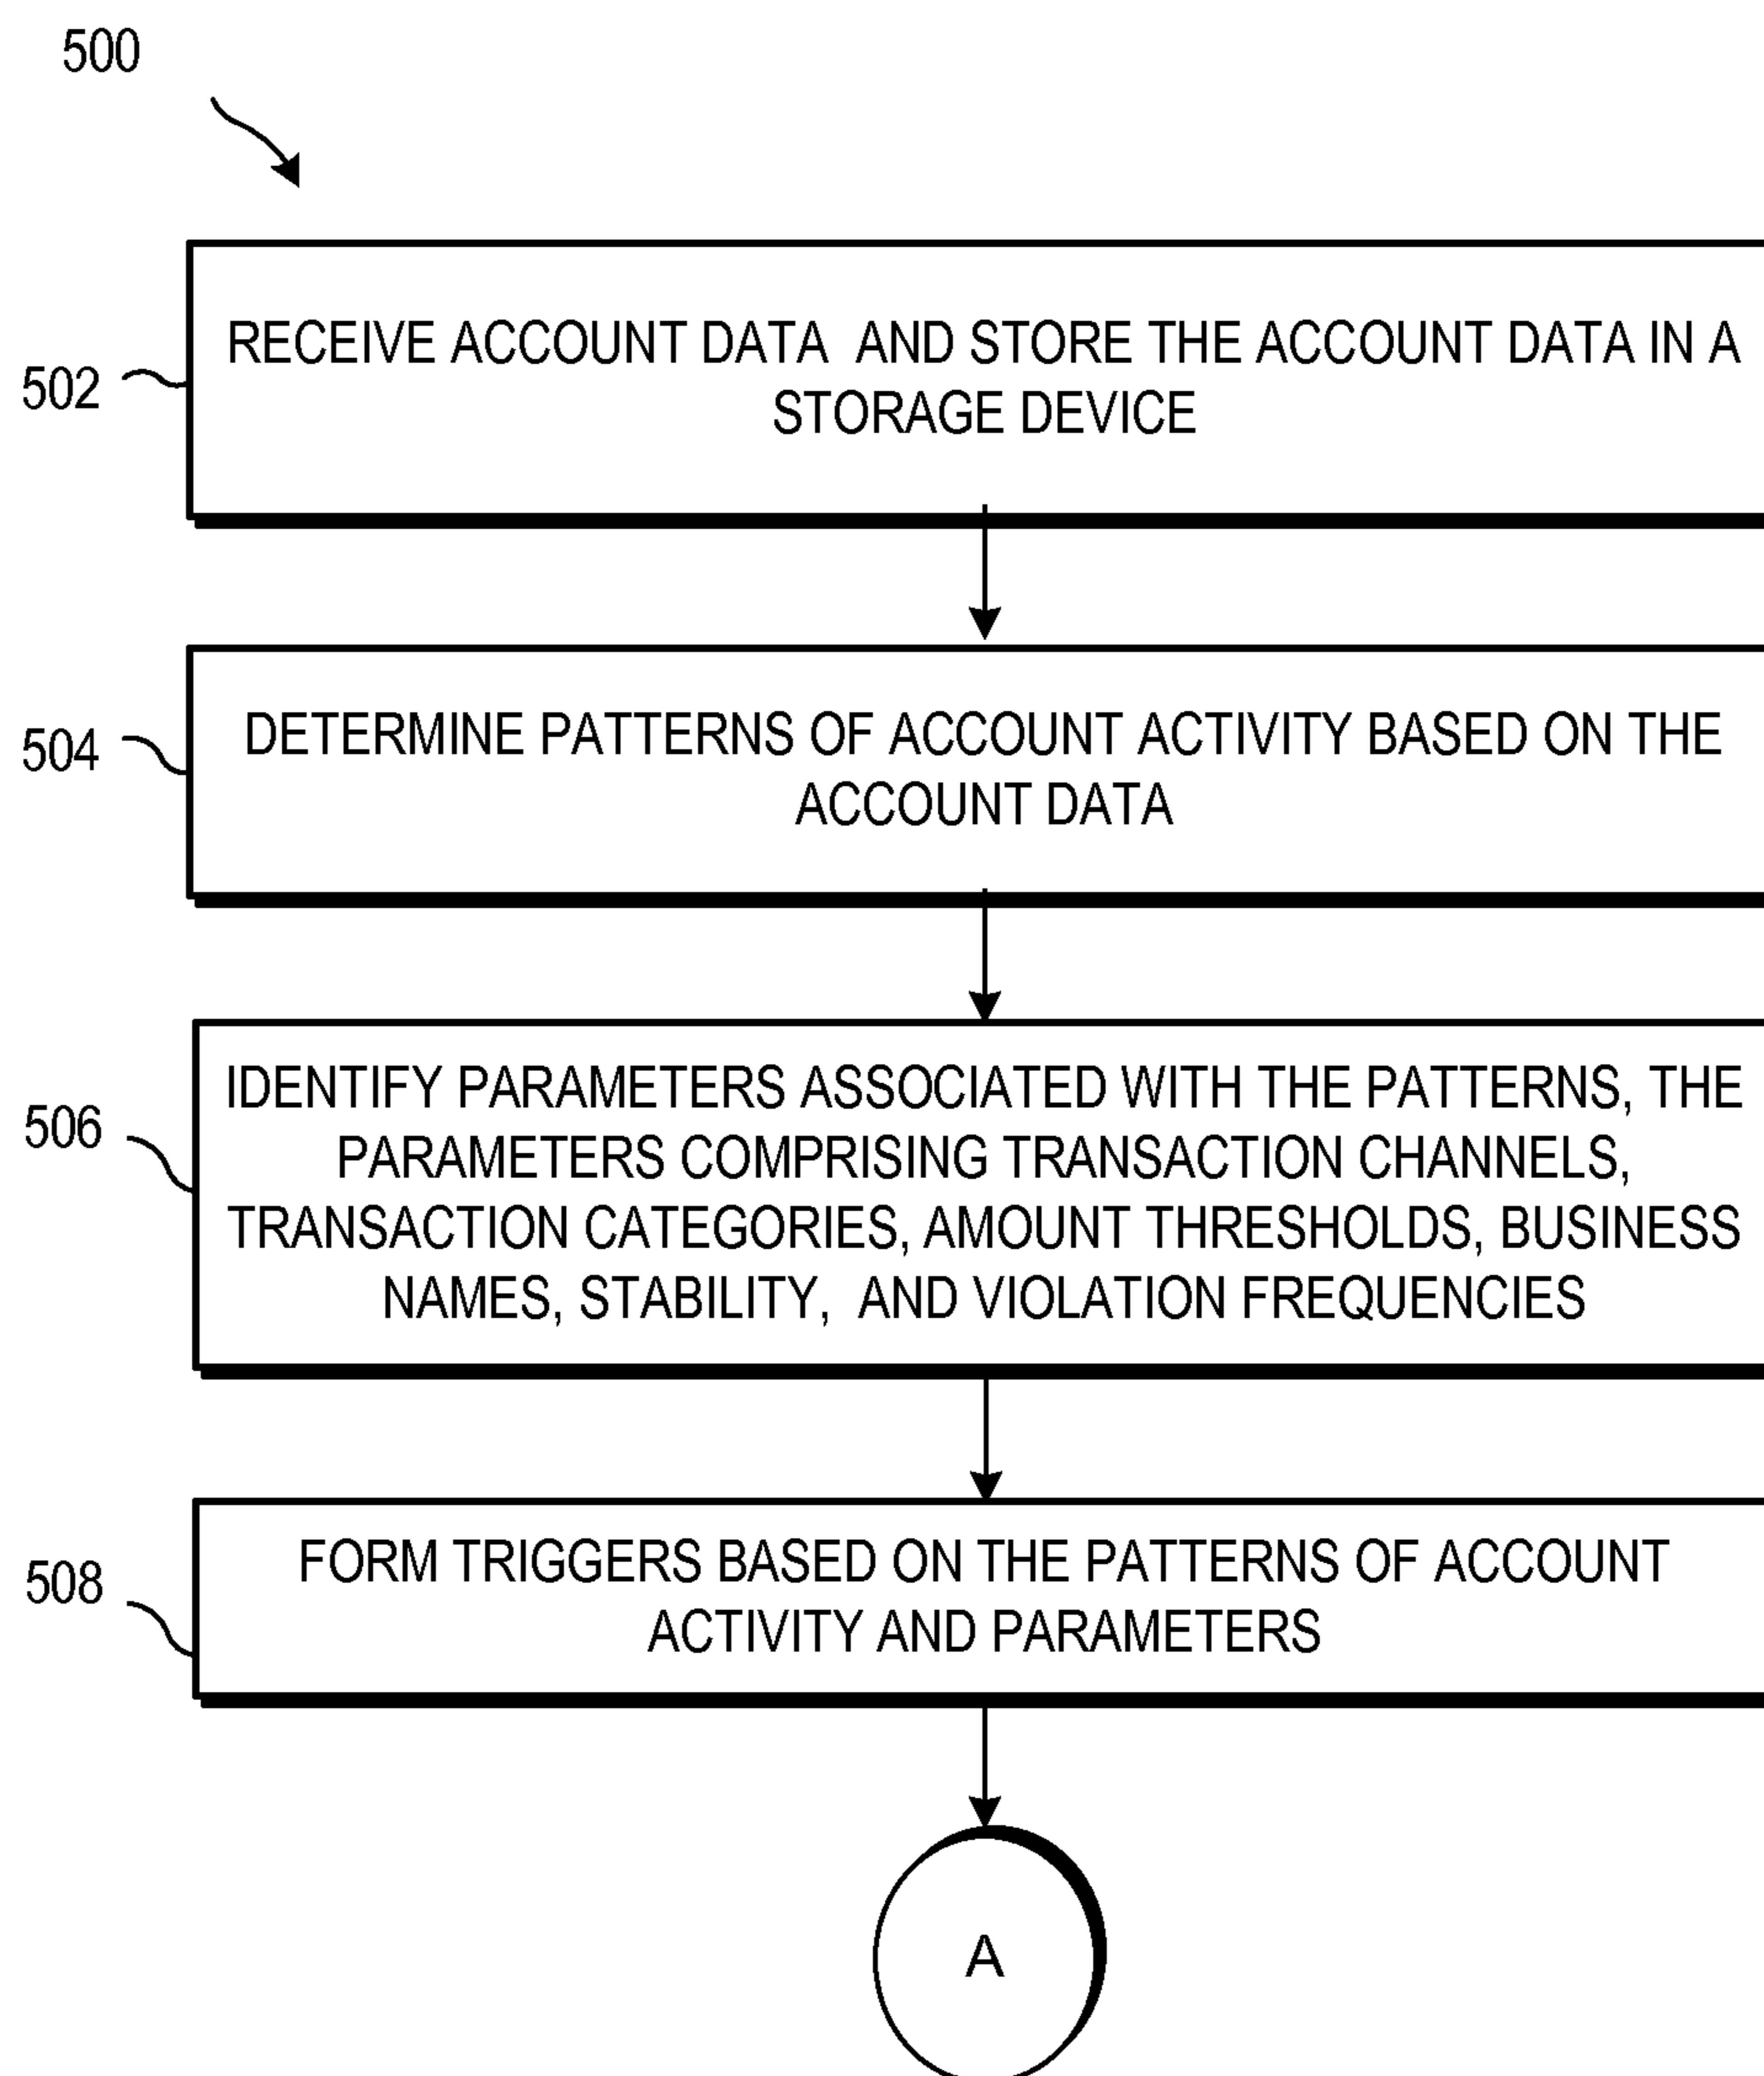 500
502
RECEIVE ACCOUNT DATA AND STORE THE ACCOUNT DATA IN A
STORAGE DEVICE
504
DETERMINE PATTERNS OF ACCOUNT ACTIVITY BASED ON THE
ACCOUNT DATA
506
IDENTIFY PARAMETERS ASSOCIATED WITH THE PATTERNS, THE
PARAMETERS COMPRISING TRANSACTION CHANNELS,
TRANSACTION CATEGORIES, AMOUNT THRESHOLDS, BUSINESS
NAMES, STABILITY, AND VIOLATION FREQUENCIES
508
FORM TRIGGERS BASED ON THE PATTERNS OF ACCOUNT
ACTIVITY AND PARAMETERS
A